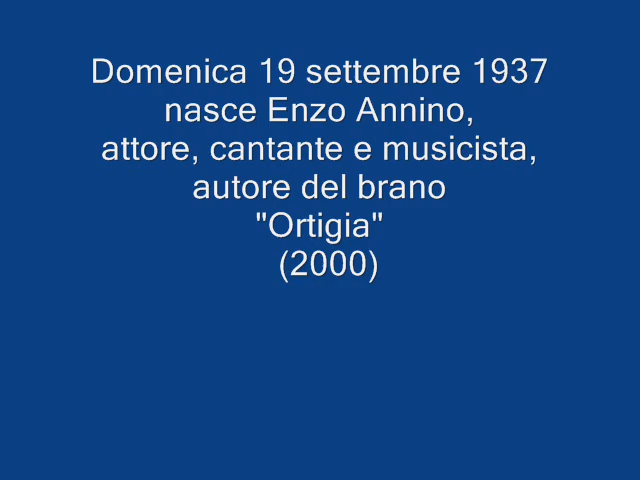 Domenica 19 settembre 1937
nasce Enzo Annino,
attore, cantante e musicista,
autore del brano
"Ortigia"
(2000)